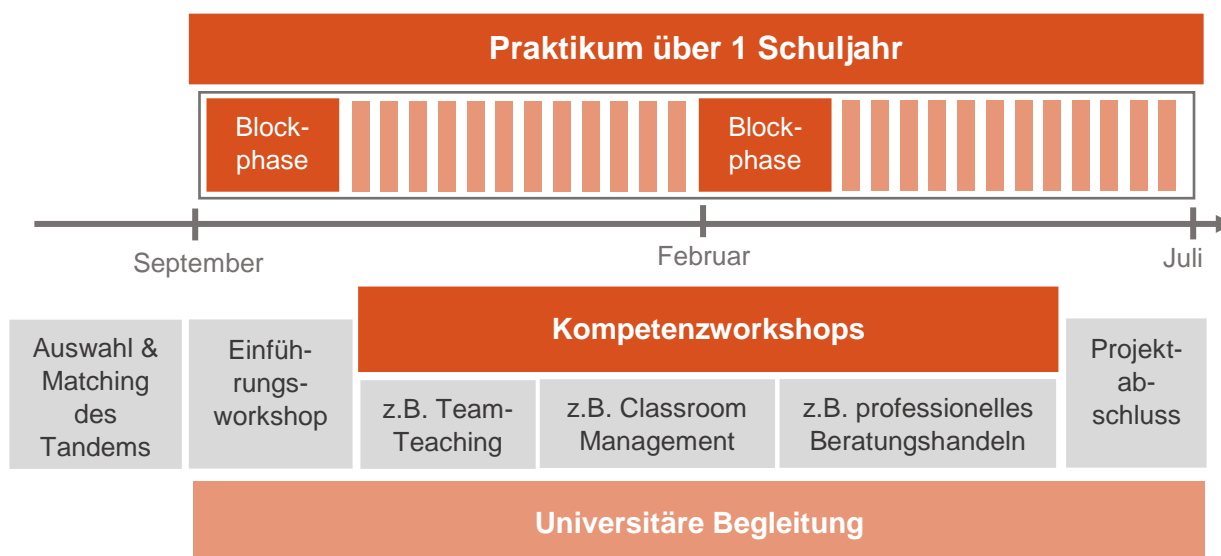 Praktikum über 1 Schuljahr
Block-
phase
Block-
phase
September
Februar
Juli
Auswahl &
Matching
des
Tandems
Einfüh-
rungs-
workshop
Kompetenzworkshops
z.B. Team-
Teaching
z.B. Classroom
Management
z.B. professionelles
Beratungshandeln
Projekt-
ab-
schluss
Universitäre Begleitung